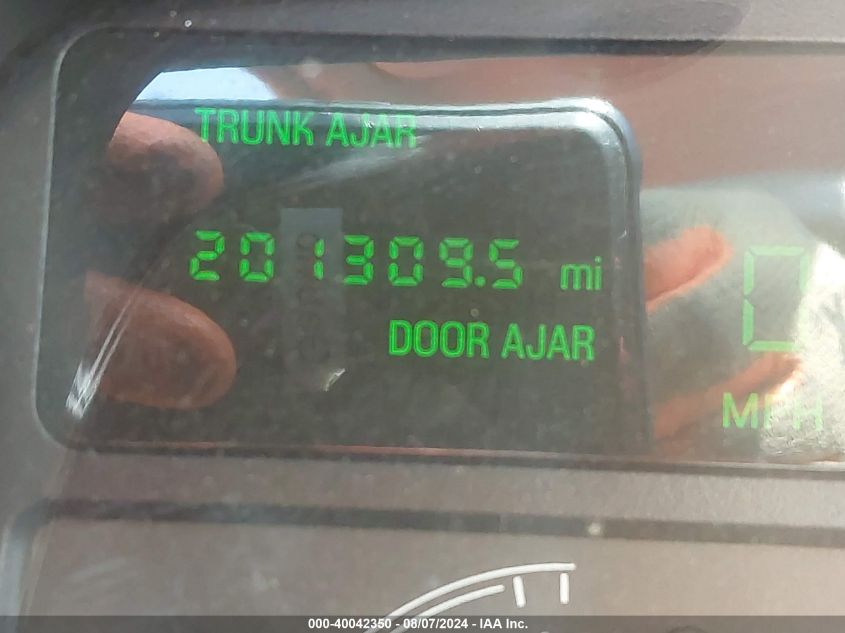 TRUNK AJAR
201309.5 mi
DOOR AJAR
0
MPH
000-40042350 - 08/07/2024 - IAA Inc.